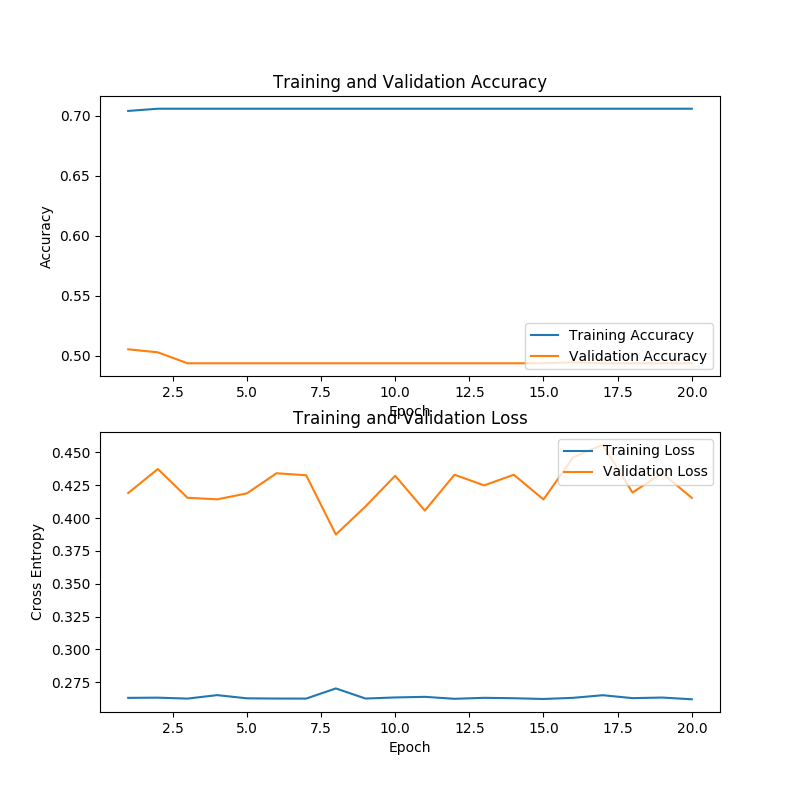 Training and Validation Accuracy
Accuracy
0.70
0.65
0.60
0.55
0.50
Training Accuracy
Validation Accuracy
2.5 5.0 7.5 10.0 12.5 15.0 17.5 20.0
Epoch
Training and Validation Loss
Cross Entropy
0.450
0.425
0.400
0.375
0.350
0.325
0.300
0.275
Training Loss
Validation Loss
2.5 5.0 7.5 10.0 12.5 15.0 17.5 20.0
Epoch